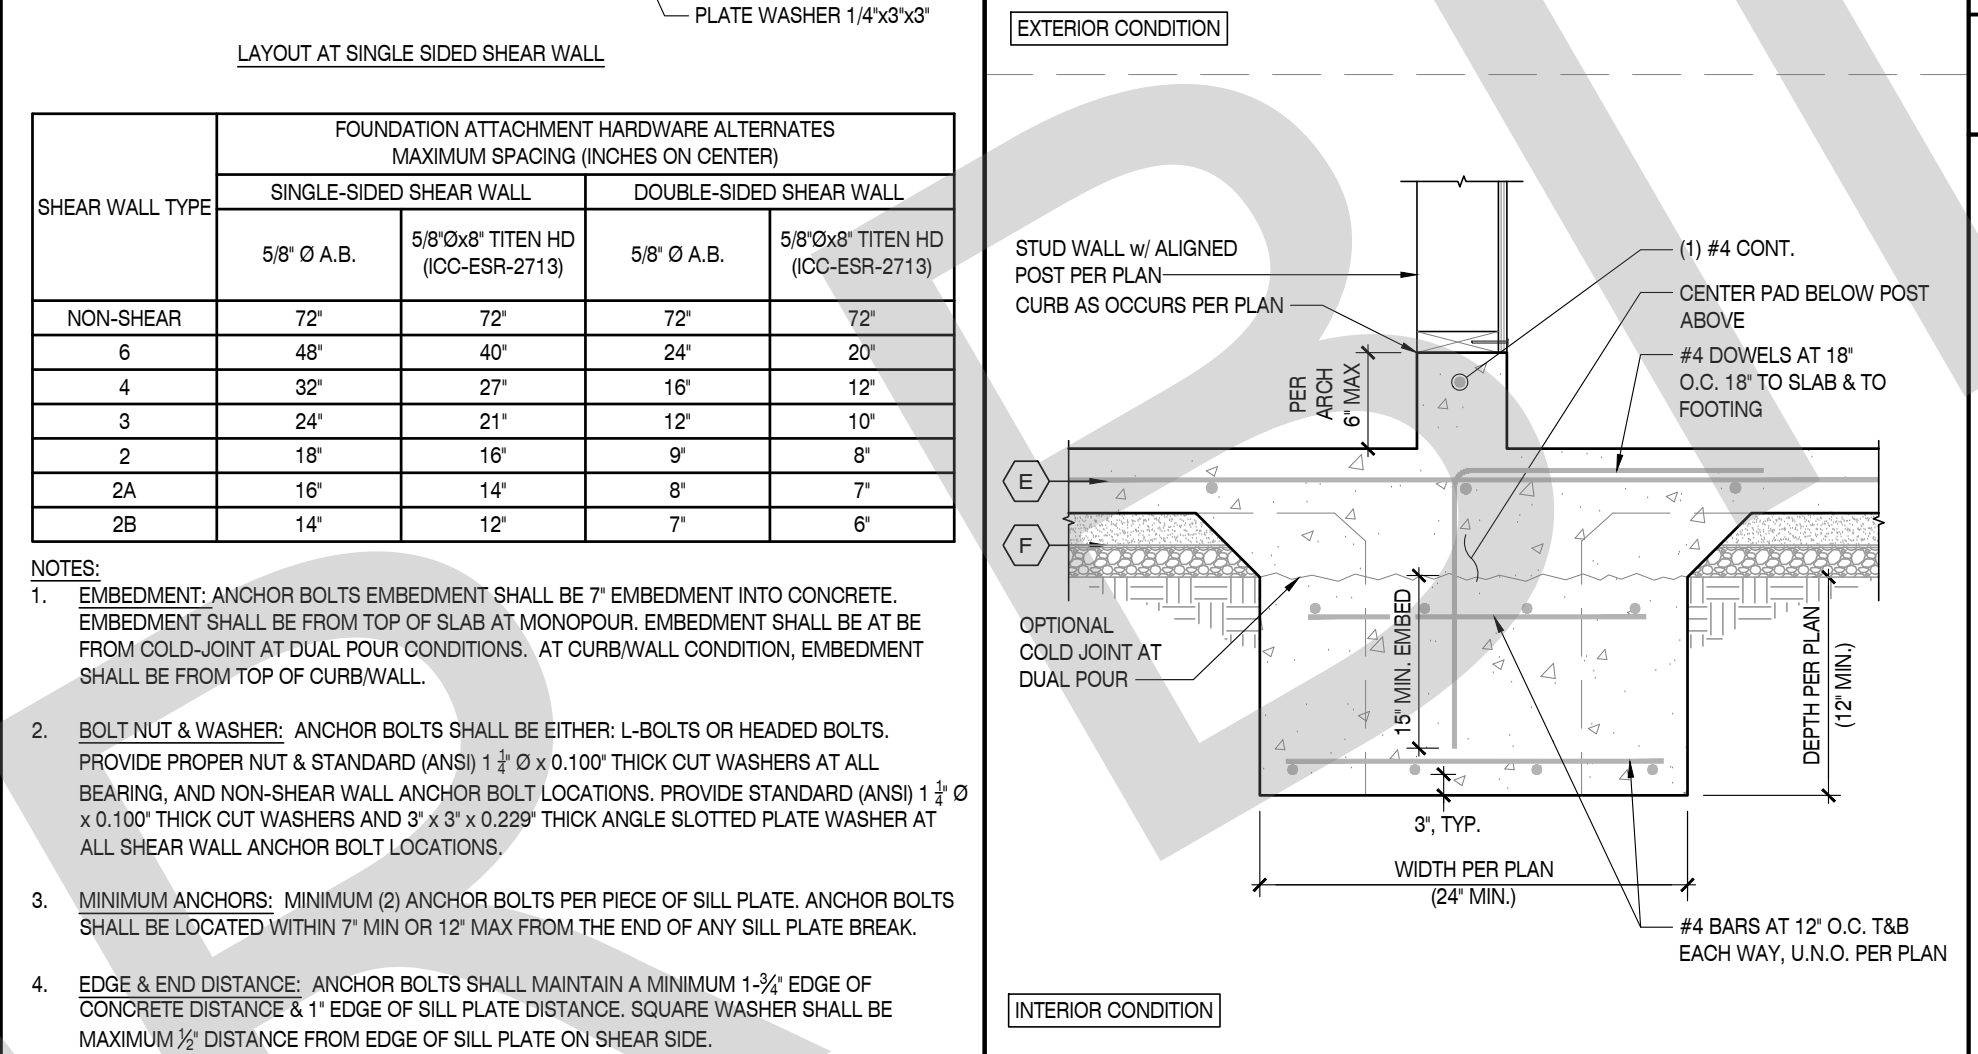 PLATE WASHER 1/4"x3"x3"
LAYOUT AT SINGLE SIDED SHEAR WALL
SHEAR WALL TYPE
FOUNDATION ATTACHMENT HARDWARE ALTERNATES
MAXIMUM SPACING (INCHES ON CENTER)
SINGLE-SIDED SHEAR WALL DOUBLE-SIDED SHEAR WALL
5/8" Ø A.B. 5/8"Øx8" TITEN HD (ICC-ESR-2713) 5/8" Ø A.B. 5/8"Øx8" TITEN HD (ICC-ESR-2713)
NON-SHEAR 72" 72" 72" 72"
6 48" 40" 24" 20"
4 32" 27" 16" 12"
3 24" 21" 12" 10"
2 18" 16" 9" 8"
2A 16" 14" 8" 7"
2B 14" 12" 7" 6"
NOTES:
1. EMBEDMENT: ANCHOR BOLTS EMBEDMENT SHALL BE 7" EMBEDMENT INTO CONCRETE.
EMBEDMENT SHALL BE FROM TOP OF SLAB AT MONOPOUR. EMBEDMENT SHALL BE AT BE
FROM COLD-JOINT AT DUAL POUR CONDITIONS. AT CURB/WALL CONDITION, EMBEDMENT
SHALL BE FROM TOP OF CURB/WALL.
2. BOLT NUT & WASHER: ANCHOR BOLTS SHALL BE EITHER: L-BOLTS OR HEADED BOLTS.
PROVIDE PROPER NUT & STANDARD (ANSI) 1 1/4" Ø x 0.100" THICK CUT WASHERS AT ALL
BEARING, AND NON-SHEAR WALL ANCHOR BOLT LOCATIONS. PROVIDE STANDARD (ANSI) 1 1/4" Ø
x 0.100" THICK CUT WASHERS AND 3" x 3" x 0.229" THICK ANGLE SLOTTED PLATE WASHER AT
ALL SHEAR WALL ANCHOR BOLT LOCATIONS.
3. MINIMUM ANCHORS: MINIMUM (2) ANCHOR BOLTS PER PIECE OF SILL PLATE. ANCHOR BOLTS
SHALL BE LOCATED WITHIN 7" MIN OR 12" MAX FROM THE END OF ANY SILL PLATE BREAK.
4. EDGE & END DISTANCE: ANCHOR BOLTS SHALL MAINTAIN A MINIMUM 1-3/4" EDGE OF
CONCRETE DISTANCE & 1" EDGE OF SILL PLATE DISTANCE. SQUARE WASHER SHALL BE
MAXIMUM 1/2" DISTANCE FROM EDGE OF SILL PLATE ON SHEAR SIDE.
EXTERIOR CONDITION
STUD WALL w/ ALIGNED
POST PER PLAN
CURB AS OCCURS PER PLAN
(1) #4 CONT.
CENTER PAD BELOW POST
ABOVE
#4 DOWELS AT 18"
O.C. 18" TO SLAB & TO
FOOTING
PER
ARCH
6" MAX
E
F
OPTIONAL
COLD JOINT AT
DUAL POUR
15" MIN. EMBED
DEPTH PER PLAN
(12" MIN.)
3", TYP.
WIDTH PER PLAN
(24" MIN.)
#4 BARS AT 12" O.C. T&B
EACH WAY, U.N.O. PER PLAN
INTERIOR CONDITION